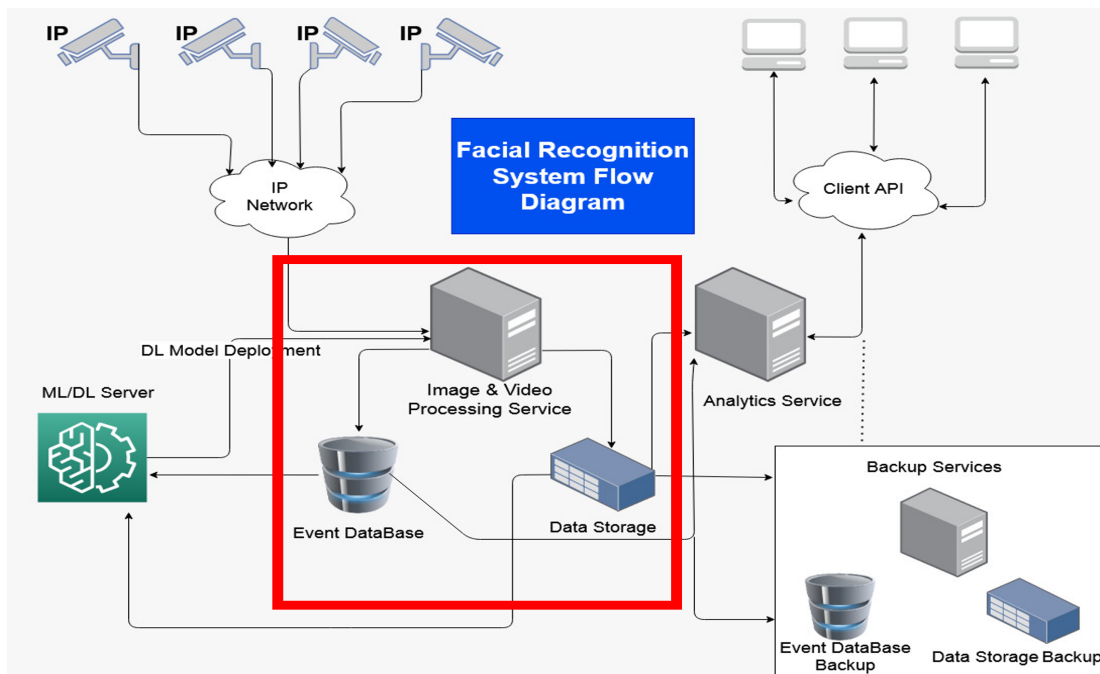 IP
IP
IP
IP
Facial Recognition
System Flow
Diagram
IP
Network
Client API
DL Model Deployment
ML/DL Server
Image & Video
Processing Service
Analytics Service
Event DataBase
Data Storage
Backup Services
Event DataBase
Backup
Data Storage Backup